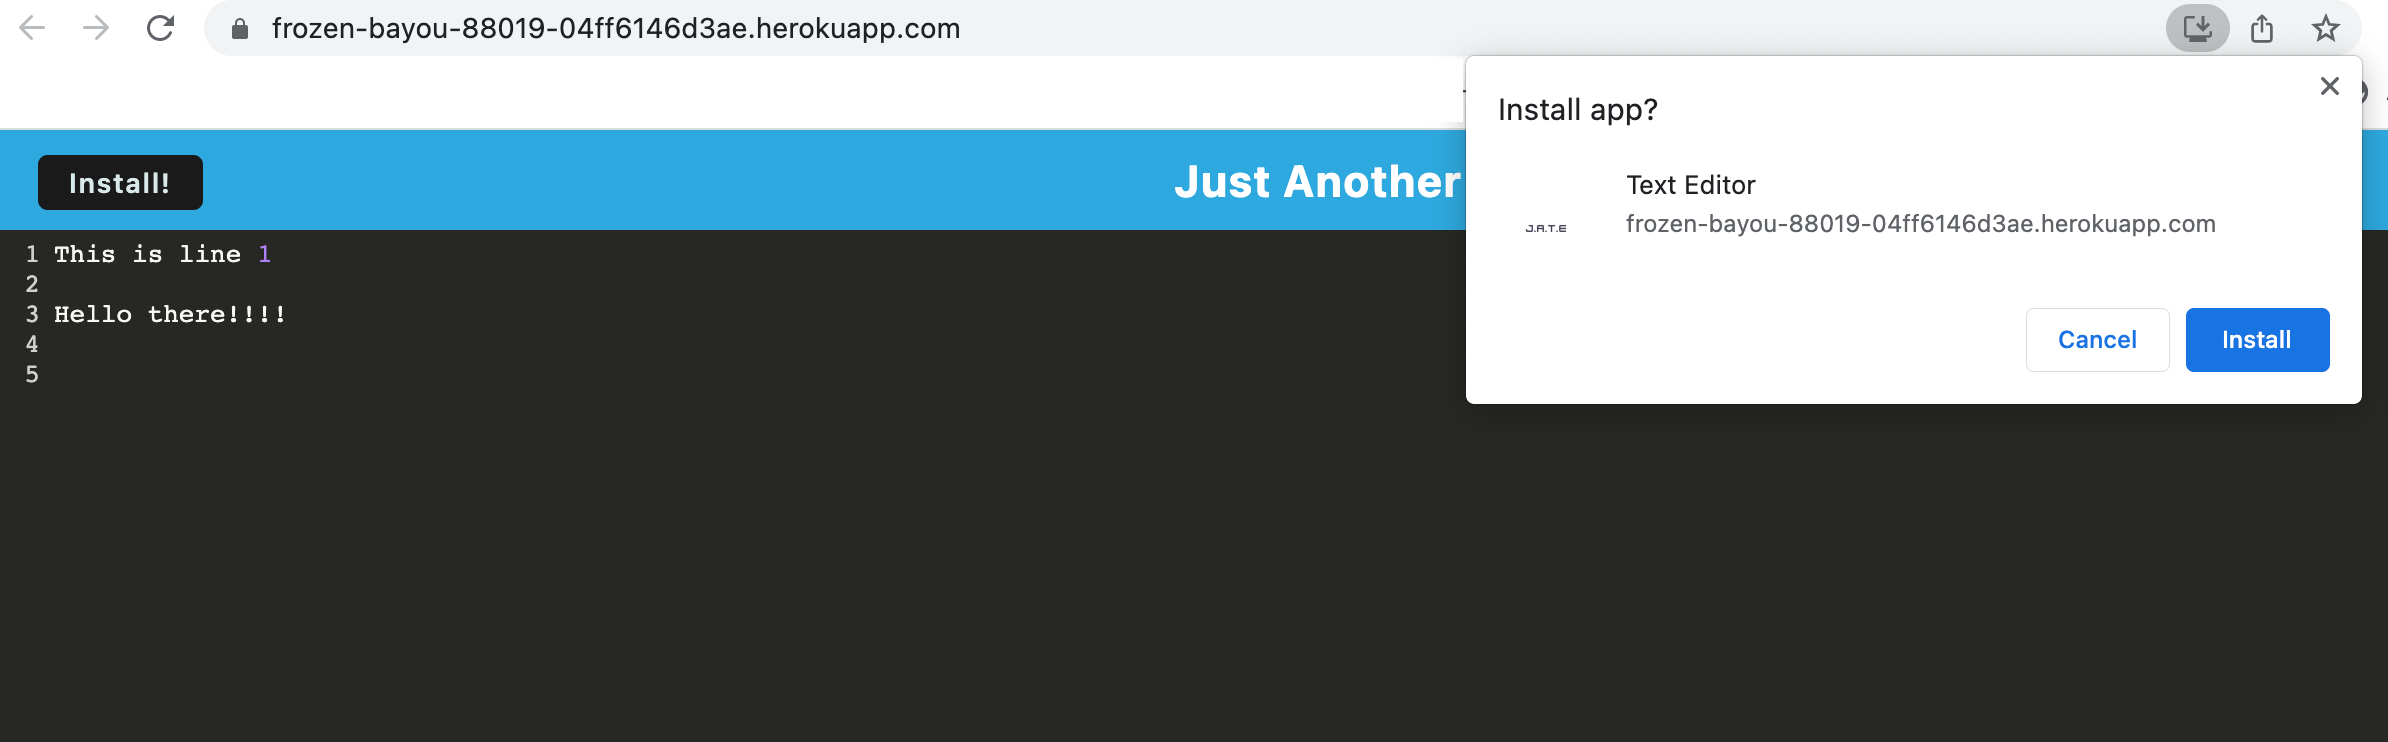 frozen-bayou-88019-04ff6146d3ae.herokuapp.com
Install!
Just Another
Install app?
Text Editor
J.A.T.E
frozen-bayou-88019-04ff6146d3ae.herokuapp.com
Cancel
Install
1 This is line 1
2
3 Hello there!!!!
4
5